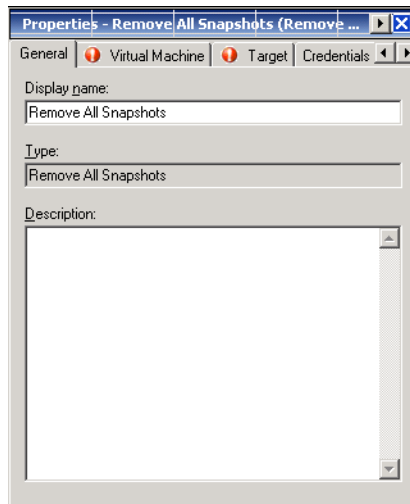 Properties - Remove All Snapshots (Remove ...
General Virtual Machine Target Credentials
Display name:
Remove All Snapshots
Type:
Remove All Snapshots
Description: